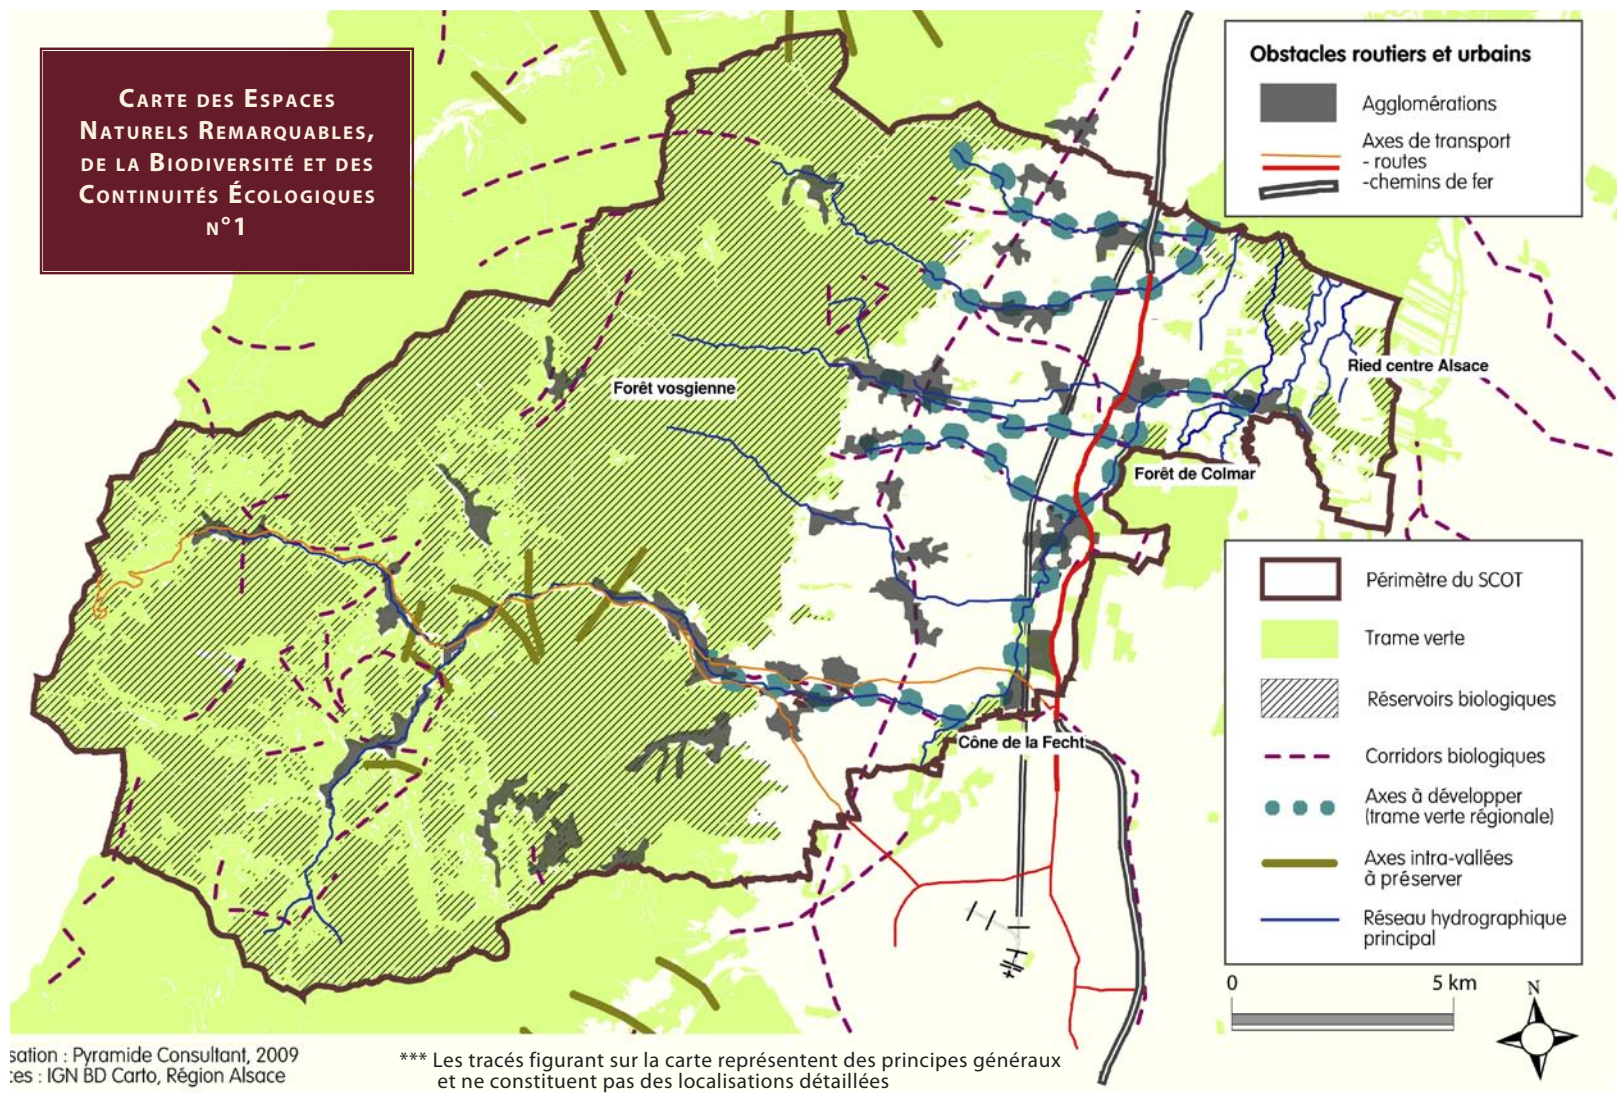 CARTE DES ESPACES
NATURELS REMARQUABLES,
DE LA BIODIVERSITÉ ET DES
CONTINUITÉS ÉCOLOGIQUES
N°1
Obstacles routiers et urbains
Agglomérations
Axes de transport
- routes
-chemins de fer
Forêt vosgienne
Ried centre Alsace
Forêt de Colmar
Cône de la Fecht
Périmètre du SCOT
Trame verte
Réservoirs biologiques
Corridors biologiques
Axes à développer
(trame verte régionale)
Axes intra-vallées
à préserver
Réseau hydrographique
principal
0 5 km
N
sation : Pyramide Consultant, 2009
ces : IGN BD Carto, Région Alsace
*** Les tracés figurant sur la carte représentent des principes généraux
et ne constituent pas des localisations détaillées